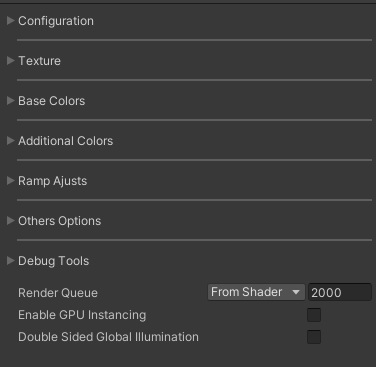 Configuration
Texture
Base Colors
Additional Colors
Ramp Ajusts
Others Options
Debug Tools
Render Queue From Shader 2000
Enable GPU Instancing
Double Sided Global Illumination